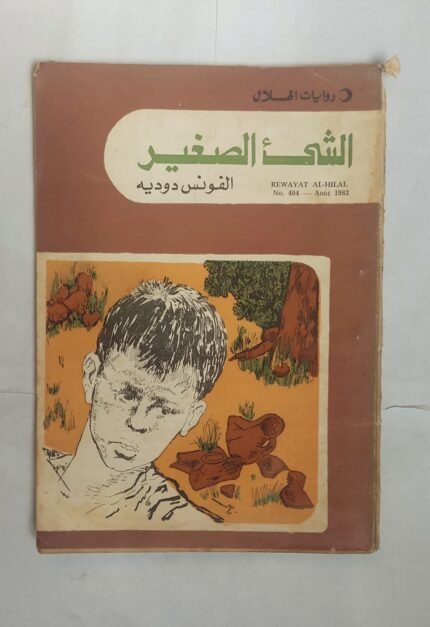 روايات الهلال
الشئ الصغير
الفونس دوديه
REWAYAT AL-HILAL
No. 404 — Août 1982